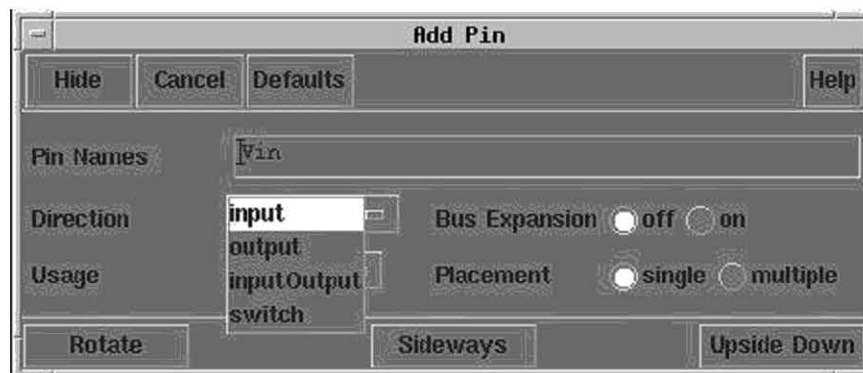 Add Pin
Hide Cancel Defaults Help
Pin Names Vin
Direction input Bus Expansion off on
output
Usage inputOutput Placement single multiple
switch
Rotate Sideways Upside Down